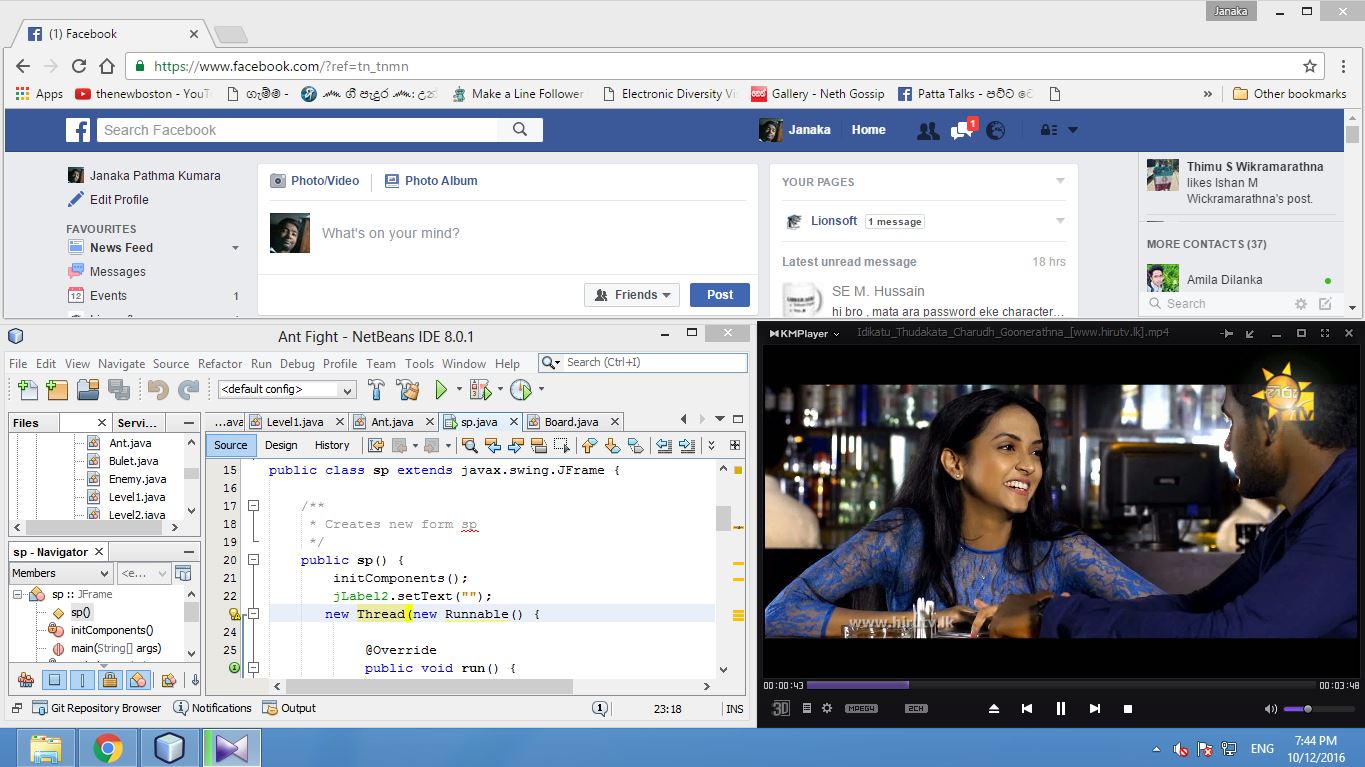 Janaka
(1) Facebook
https://www.facebook.com/?ref=tn_tnmn
Apps thenewboston - YouT ගැම්ම - Make a Line Follower Electronic Diversity Vi Gallery - Neth Gossip Patta Talks - » Other bookmarks
Search Facebook Janaka Home 1
Janaka Pathma Kumara
Edit Profile
FAVOURITES
News Feed
Messages
Events 1
Photo/Video Photo Album
What's on your mind?
Friends Post
YOUR PAGES
Lionsoft 1 message
Latest unread message 18 hrs
SE M. Hussain
hi bro , mata ara password eke character…
Thimu S Wikramarathna
likes Ishan M
Wickramarathna's post.
MORE CONTACTS (37)
Amila Dilanka
Search
Ant Fight - NetBeans IDE 8.0.1
File Edit View Navigate Source Refactor Run Debug Profile Team Tools Window Help Search (Ctrl+I)
<default config>
Files Servi...
Ant.java
Bulet.java
Enemy.java
Level1.java
Level2.java
sp - Navigator
Members <e...
sp :: JFrame
sp()
initComponents()
main(String[] args)
...ava Level1.java Ant.java sp.java Board.java
Source Design History
15 public class sp extends javax.swing.JFrame {
16
17 /**
18 * Creates new form sp
19 */
20 public sp() {
21 initComponents();
22 jLabel2.setText("");
new Thread(new Runnable() {
24
25 @Override
public void run() {
Git Repository Browser Notifications Output 1 23:18 INS
KMPlayer Idikatu_Thudakata_Charudh_Goonerathna_[www.hirutv.lk].mp4
හිරු
TV
www.hirutv.lk
00:00:43 00:03:48
3D MPEG4 2CH
ENG 7:44 PM
10/12/2016